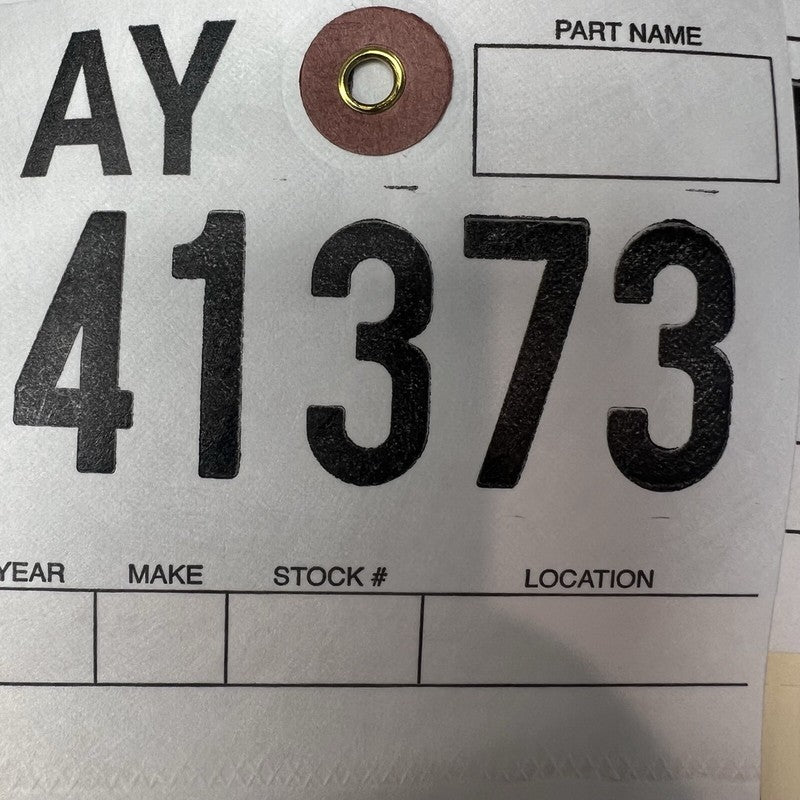 AY
PART NAME
41373
YEAR MAKE STOCK # LOCATION